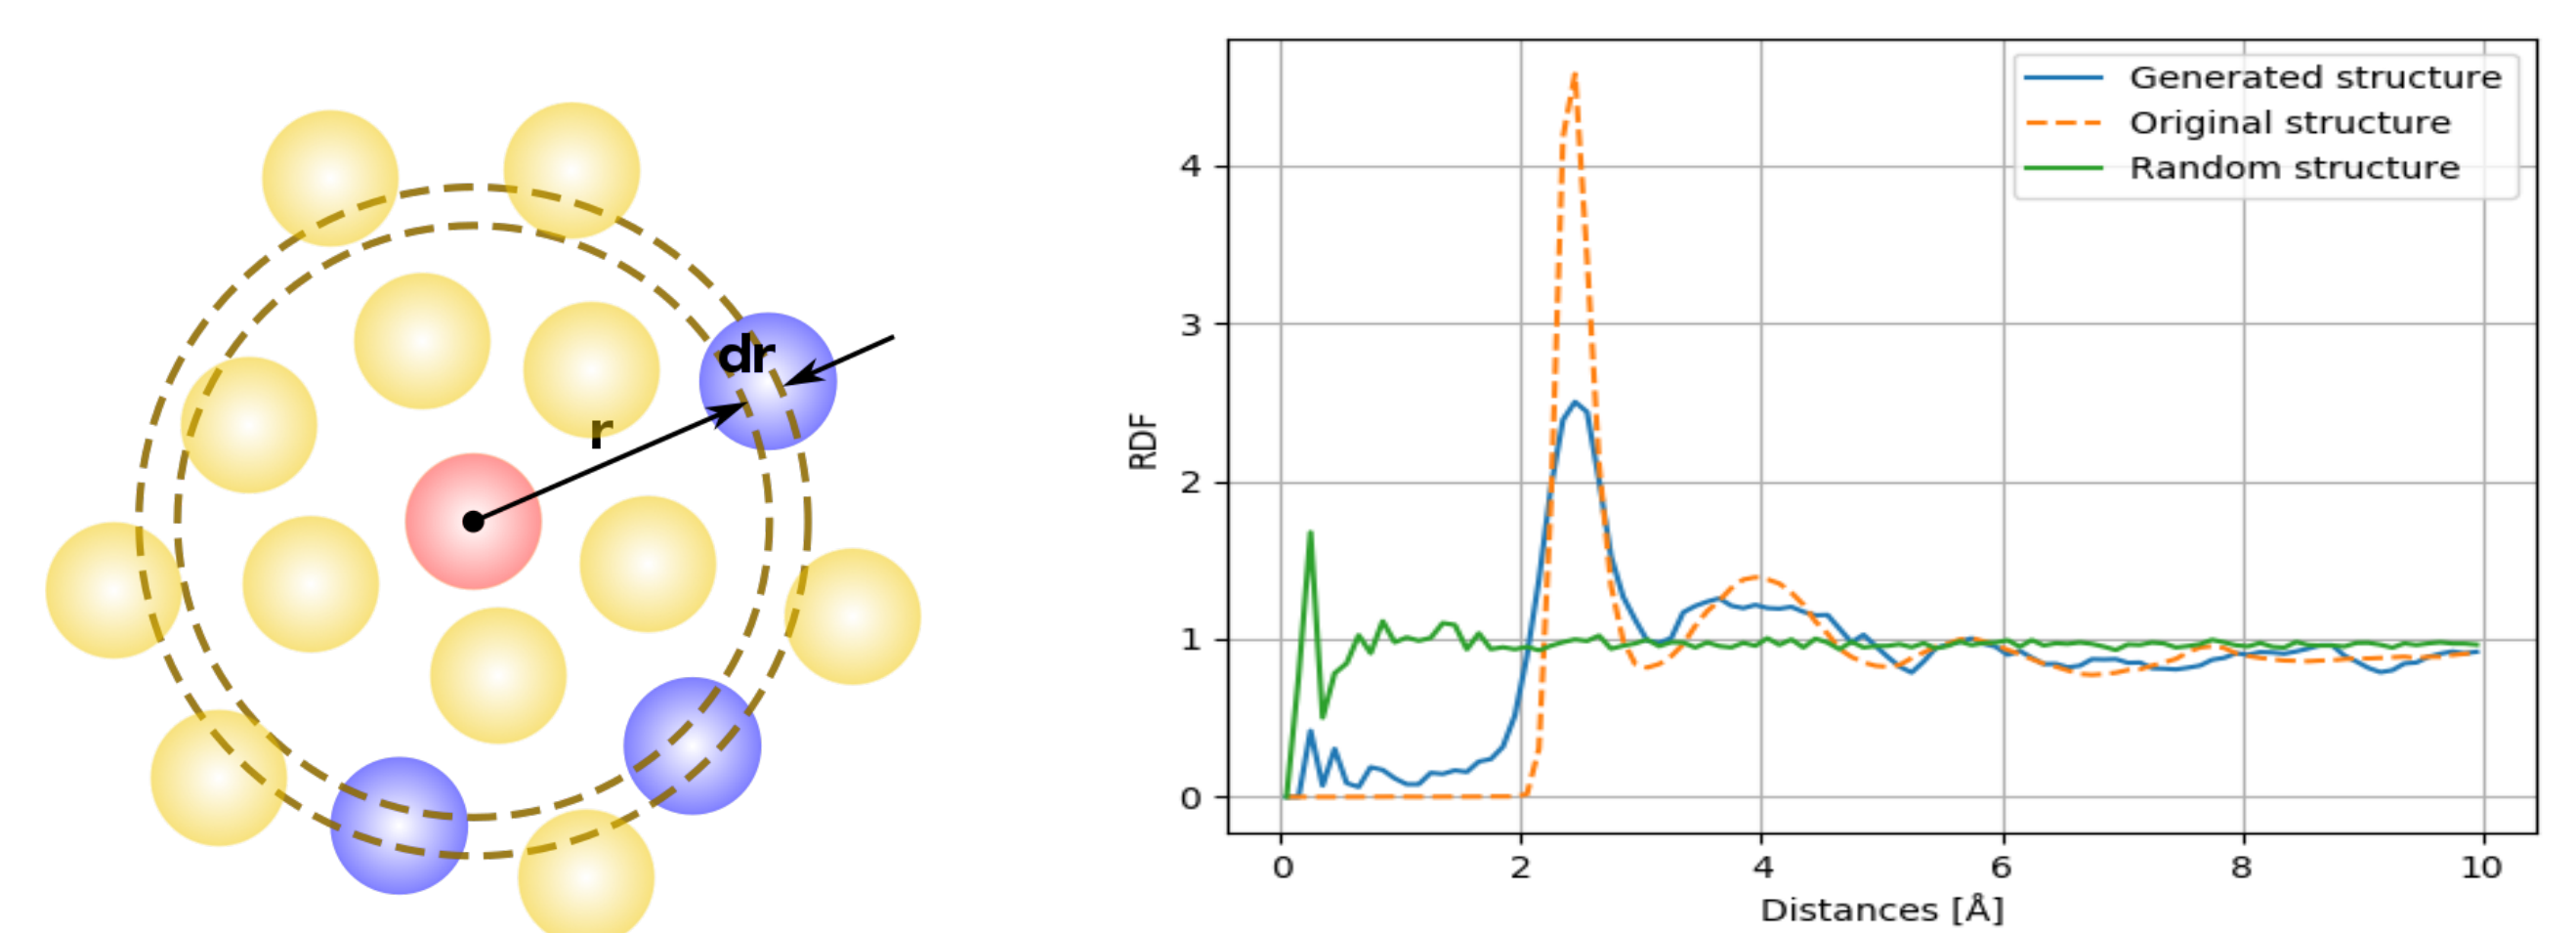 dr
r
Generated structure
Original structure
Random structure
RDF
4
3
2
1
0
0 2 4 6 8 10
Distances [Å]